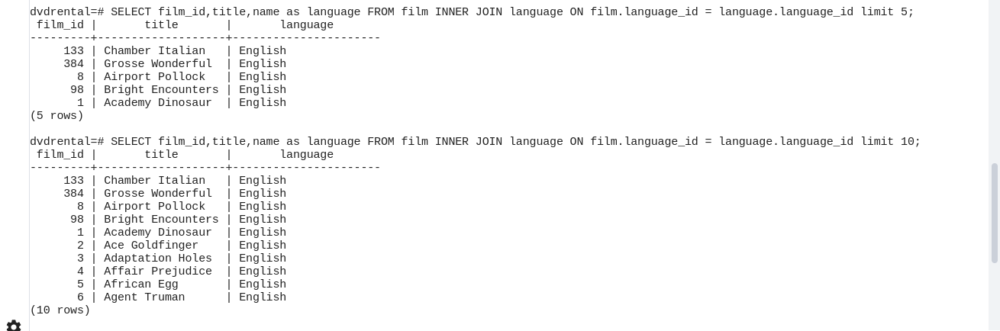 dvdrental=# SELECT film_id,title,name as language FROM film INNER JOIN language ON film.language_id = language.language_id limit 5;
 film_id |       title       |       language
---------+-------------------+----------------------
     133 | Chamber Italian   | English
     384 | Grosse Wonderful  | English
       8 | Airport Pollock   | English
      98 | Bright Encounters | English
       1 | Academy Dinosaur  | English
(5 rows)

dvdrental=# SELECT film_id,title,name as language FROM film INNER JOIN language ON film.language_id = language.language_id limit 10;
 film_id |       title       |       language
---------+-------------------+----------------------
     133 | Chamber Italian   | English
     384 | Grosse Wonderful  | English
       8 | Airport Pollock   | English
      98 | Bright Encounters | English
       1 | Academy Dinosaur  | English
       2 | Ace Goldfinger    | English
       3 | Adaptation Holes  | English
       4 | Affair Prejudice  | English
       5 | African Egg       | English
       6 | Agent Truman      | English
(10 rows)